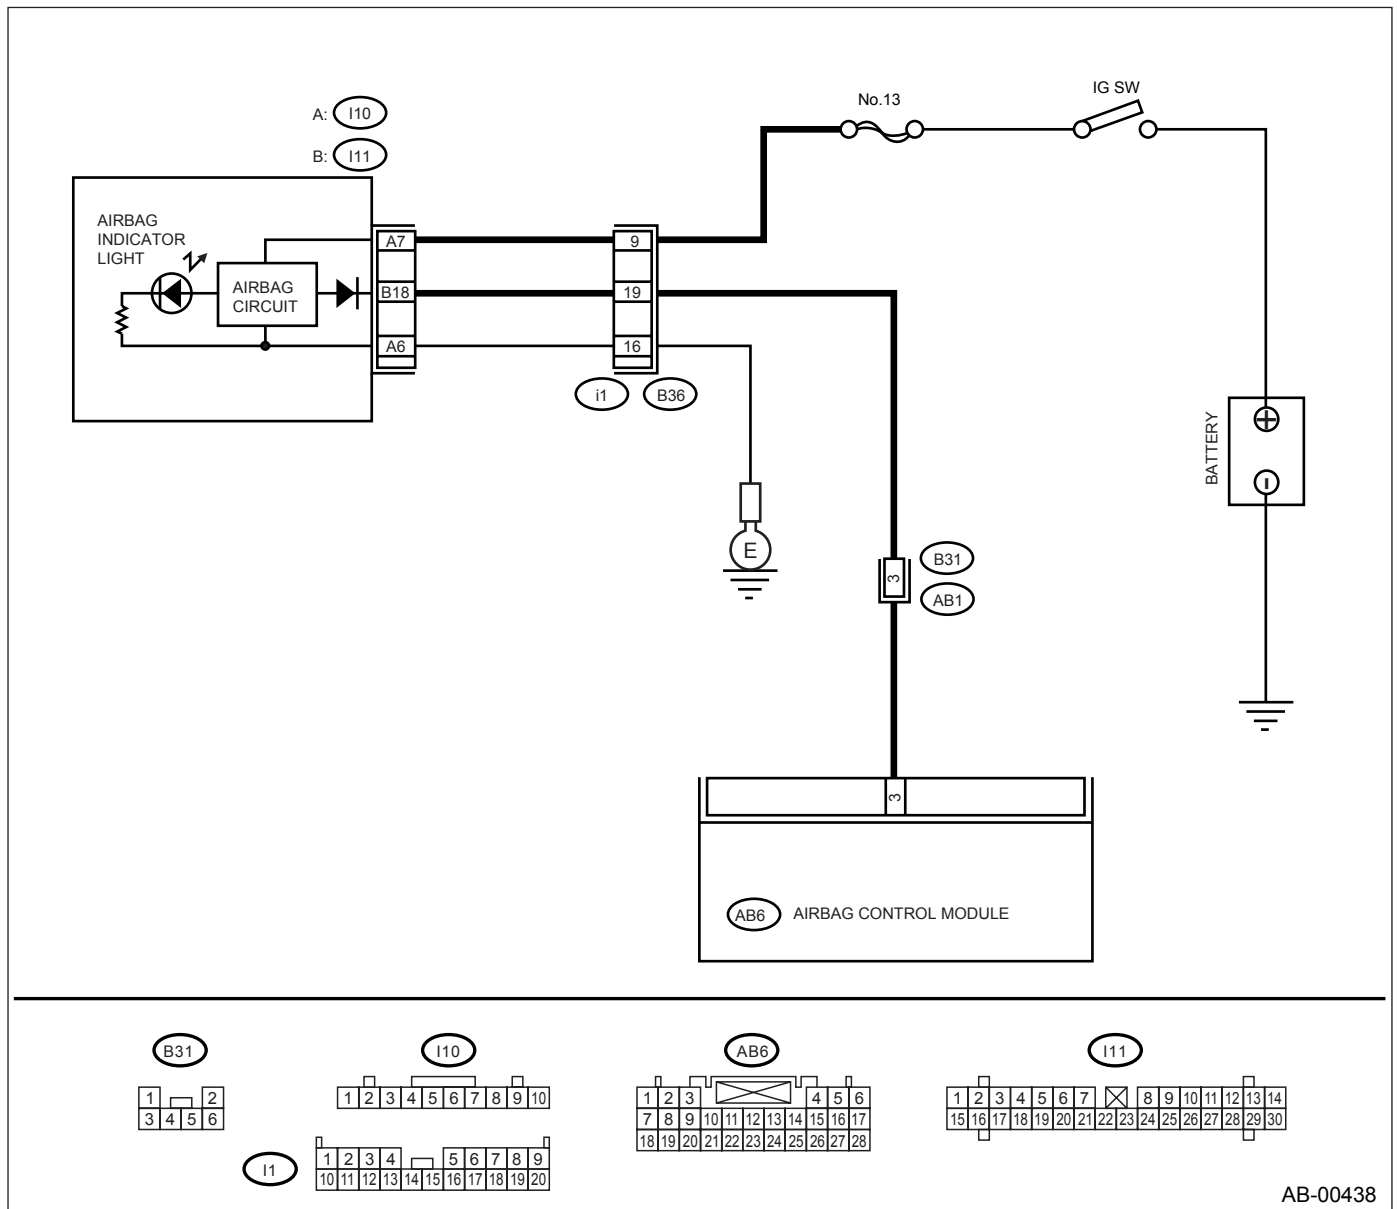 No.13
IG SW
A: I10
B: I11
AIRBAG
INDICATOR
LIGHT
AIRBAG
CIRCUIT
A7
B18
A6
9
19
16
i1
B36
E
BATTERY
+
-
3
B31
AB1
3
AB6
AIRBAG CONTROL MODULE
B31
1 2
3 4 5 6
I10
1 2 3 4 5 6 7 8 9 10
AB6
1 2 3 4 5 6
7 8 9 10 11 12 13 14 15 16 17
18 19 20 21 22 23 24 25 26 27 28
I11
1 2 3 4 5 6 7 8 9 10 11 12 13 14
15 16 17 18 19 20 21 22 23 24 25 26 27 28 29 30
I1
1 2 3 4 5 6 7 8 9
10 11 12 13 14 15 16 17 18 19 20
AB-00438